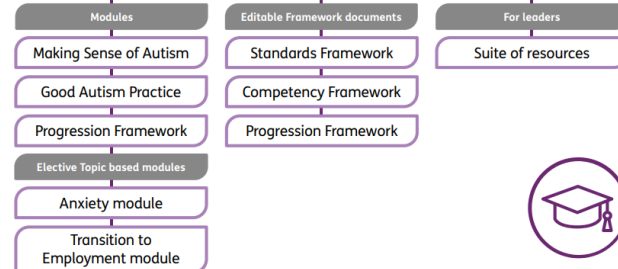 Modules
Making Sense of Autism
Good Autism Practice
Progression Framework
Elective Topic based modules
Anxiety module
Transition to
Employment module
Editable Framework documents
Standards Framework
Competency Framework
Progression Framework
For leaders
Suite of resources